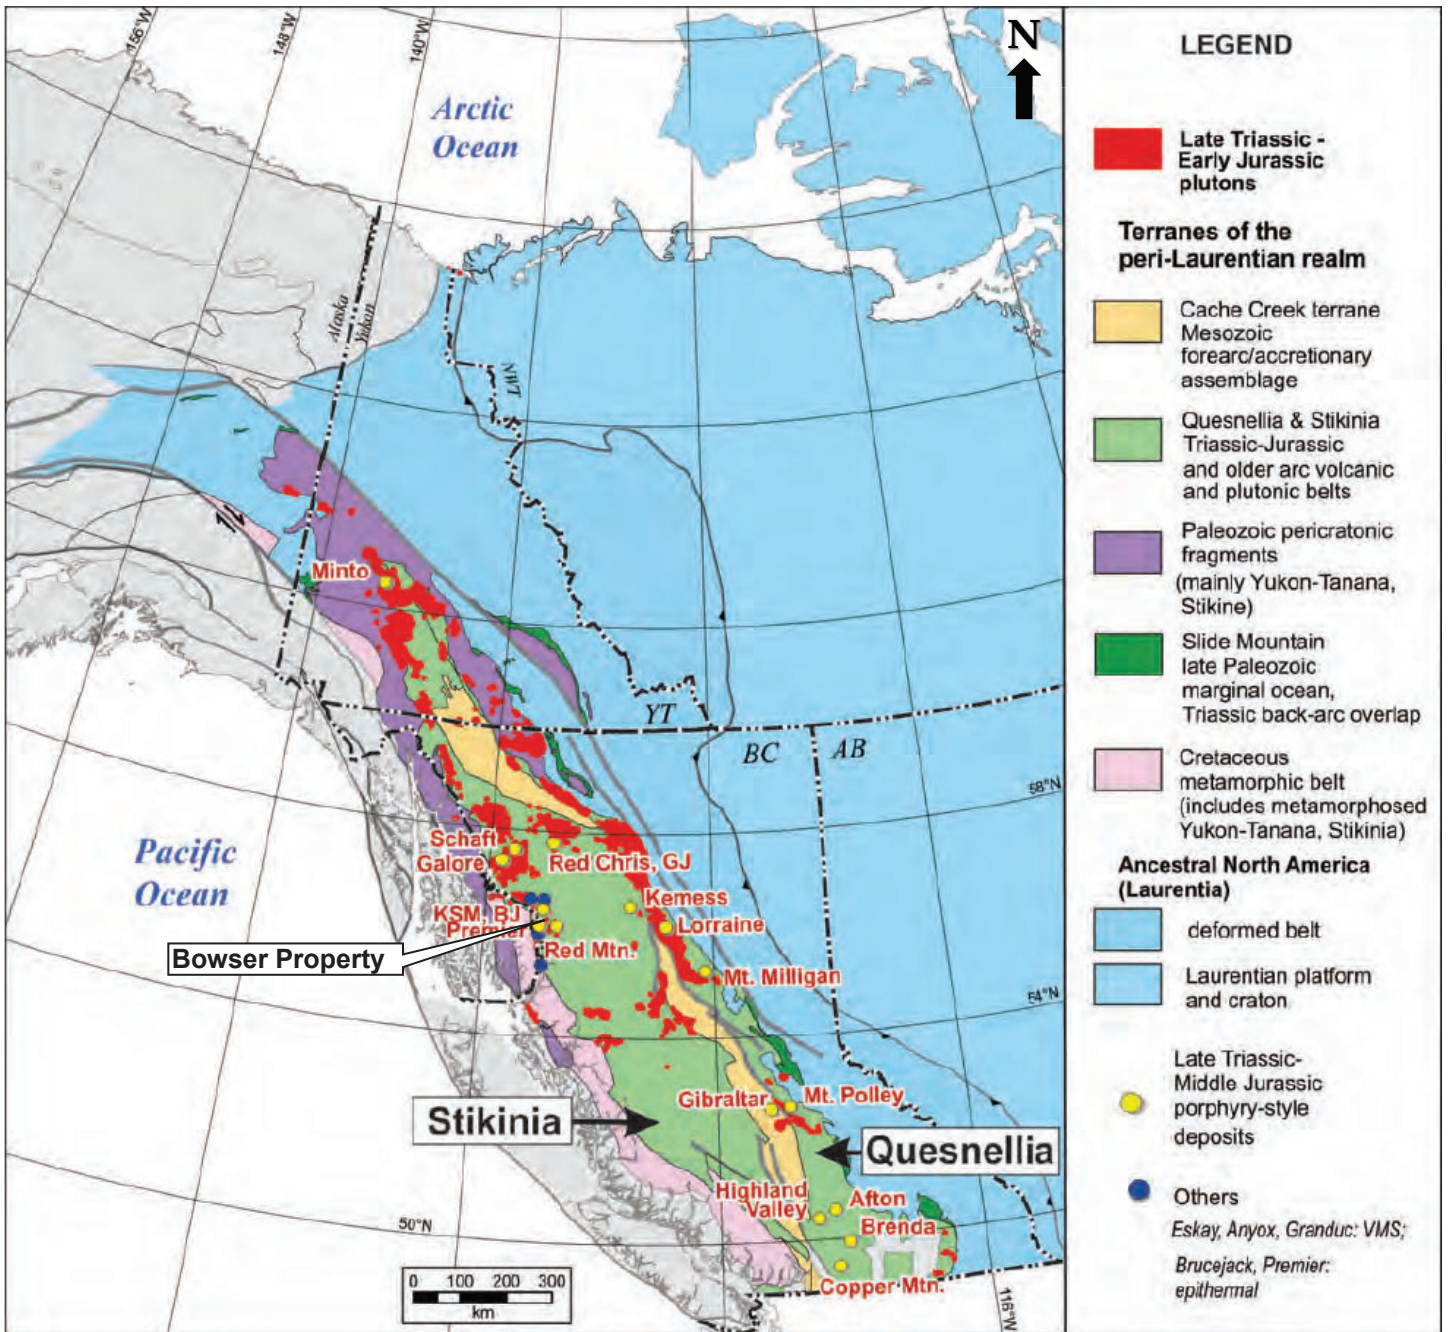 156°W
148°W
140°W
N
Arctic
Ocean
Alaska
Yukon
NWT
Minto
YT
BC
AB
58°N
Pacific
Ocean
Schaft
Galore
Red Chris, GJ
KSM, BJ
Premier
Kemess
Lorraine
Bowser Property
Red Mtn.
Mt. Milligan
54°N
Gibraltar
Mt. Polley
Stikinia
Quesnellia
Highland
Valley
Afton
Brenda
50°N
0 100 200 300
km
Copper Mtn.
116°W
LEGEND
Late Triassic -
Early Jurassic
plutons
Terranes of the
peri-Laurentian realm
Cache Creek terrane
Mesozoic
forearc/accretionary
assemblage
Quesnellia & Stikinia
Triassic-Jurassic
and older arc volcanic
and plutonic belts
Paleozoic pericratonic
fragments
(mainly Yukon-Tanana,
Stikine)
Slide Mountain
late Paleozoic
marginal ocean,
Triassic back-arc overlap
Cretaceous
metamorphic belt
(includes metamorphosed
Yukon-Tanana, Stikinia)
Ancestral North America
(Laurentia)
deformed belt
Laurentian platform
and craton
Late Triassic-
Middle Jurassic
porphyry-style
deposits
Others
Eskay, Anyox, Granduc: VMS;
Brucejack, Premier:
epithermal